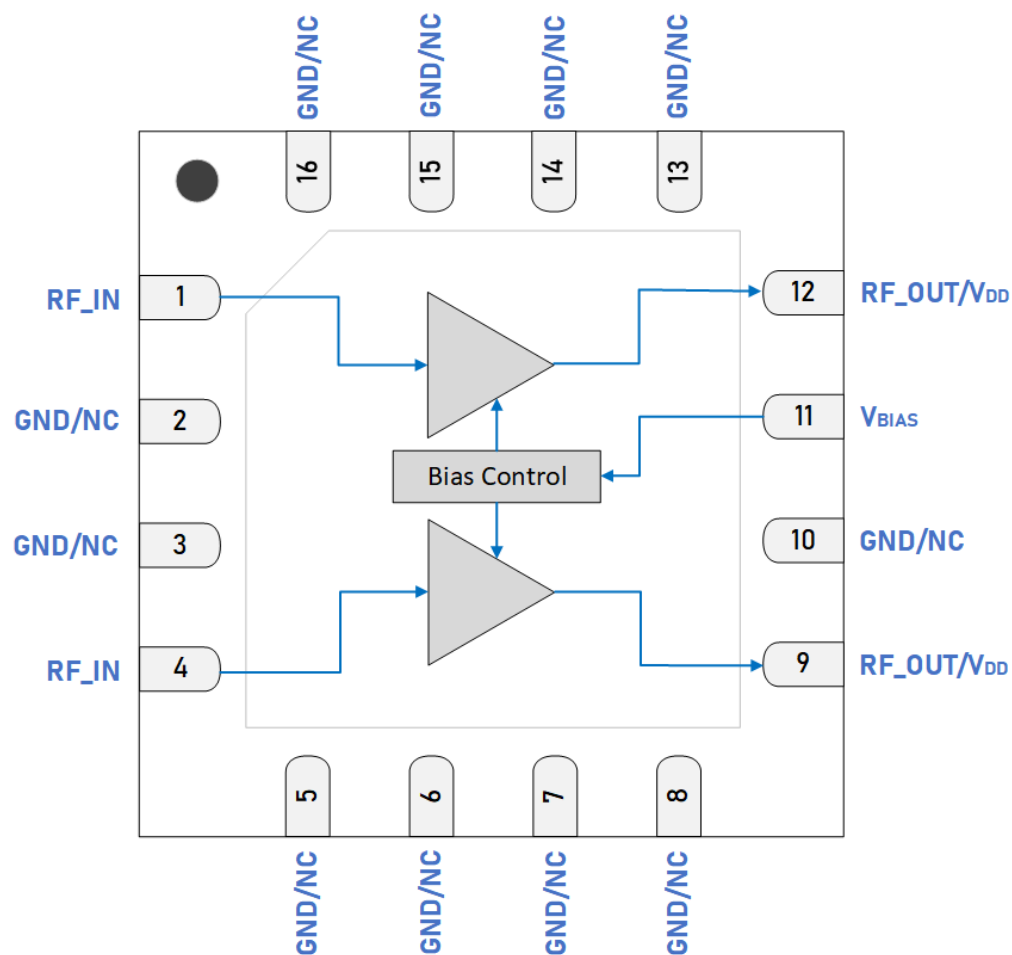 GND/NC
GND/NC
GND/NC
GND/NC
16
15
14
13
RF_IN
1
12
RF_OUT/VDD
GND/NC
2
11
VBIAS
Bias Control
GND/NC
3
10
GND/NC
RF_IN
4
9
RF_OUT/VDD
5
6
7
8
GND/NC
GND/NC
GND/NC
GND/NC